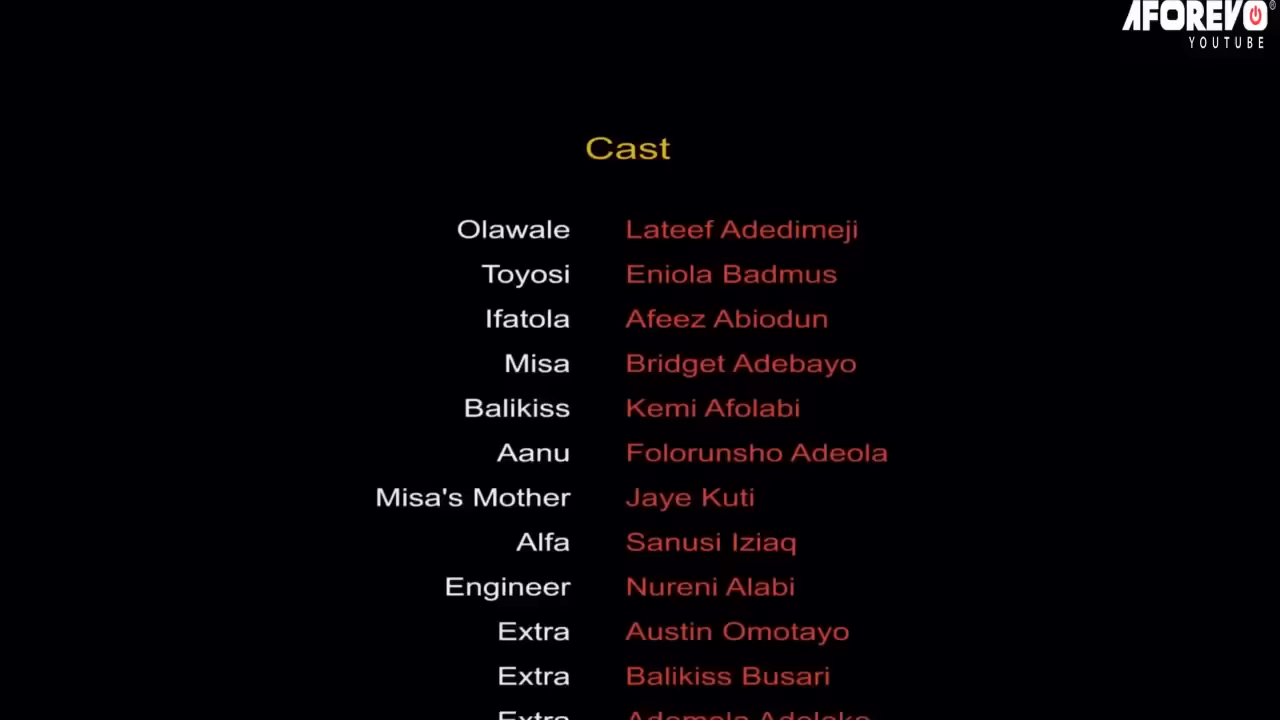 AFOREVO®
YOUTUBE
Cast
Olawale Lateef Adedimeji
Toyosi Eniola Badmus
Ifatola Afeez Abiodun
Misa Bridget Adebayo
Balikiss Kemi Afolabi
Aanu Folorunsho Adeola
Misa's Mother Jaye Kuti
Alfa Sanusi Iziaq
Engineer Nureni Alabi
Extra Austin Omotayo
Extra Balikiss Busari
Extra